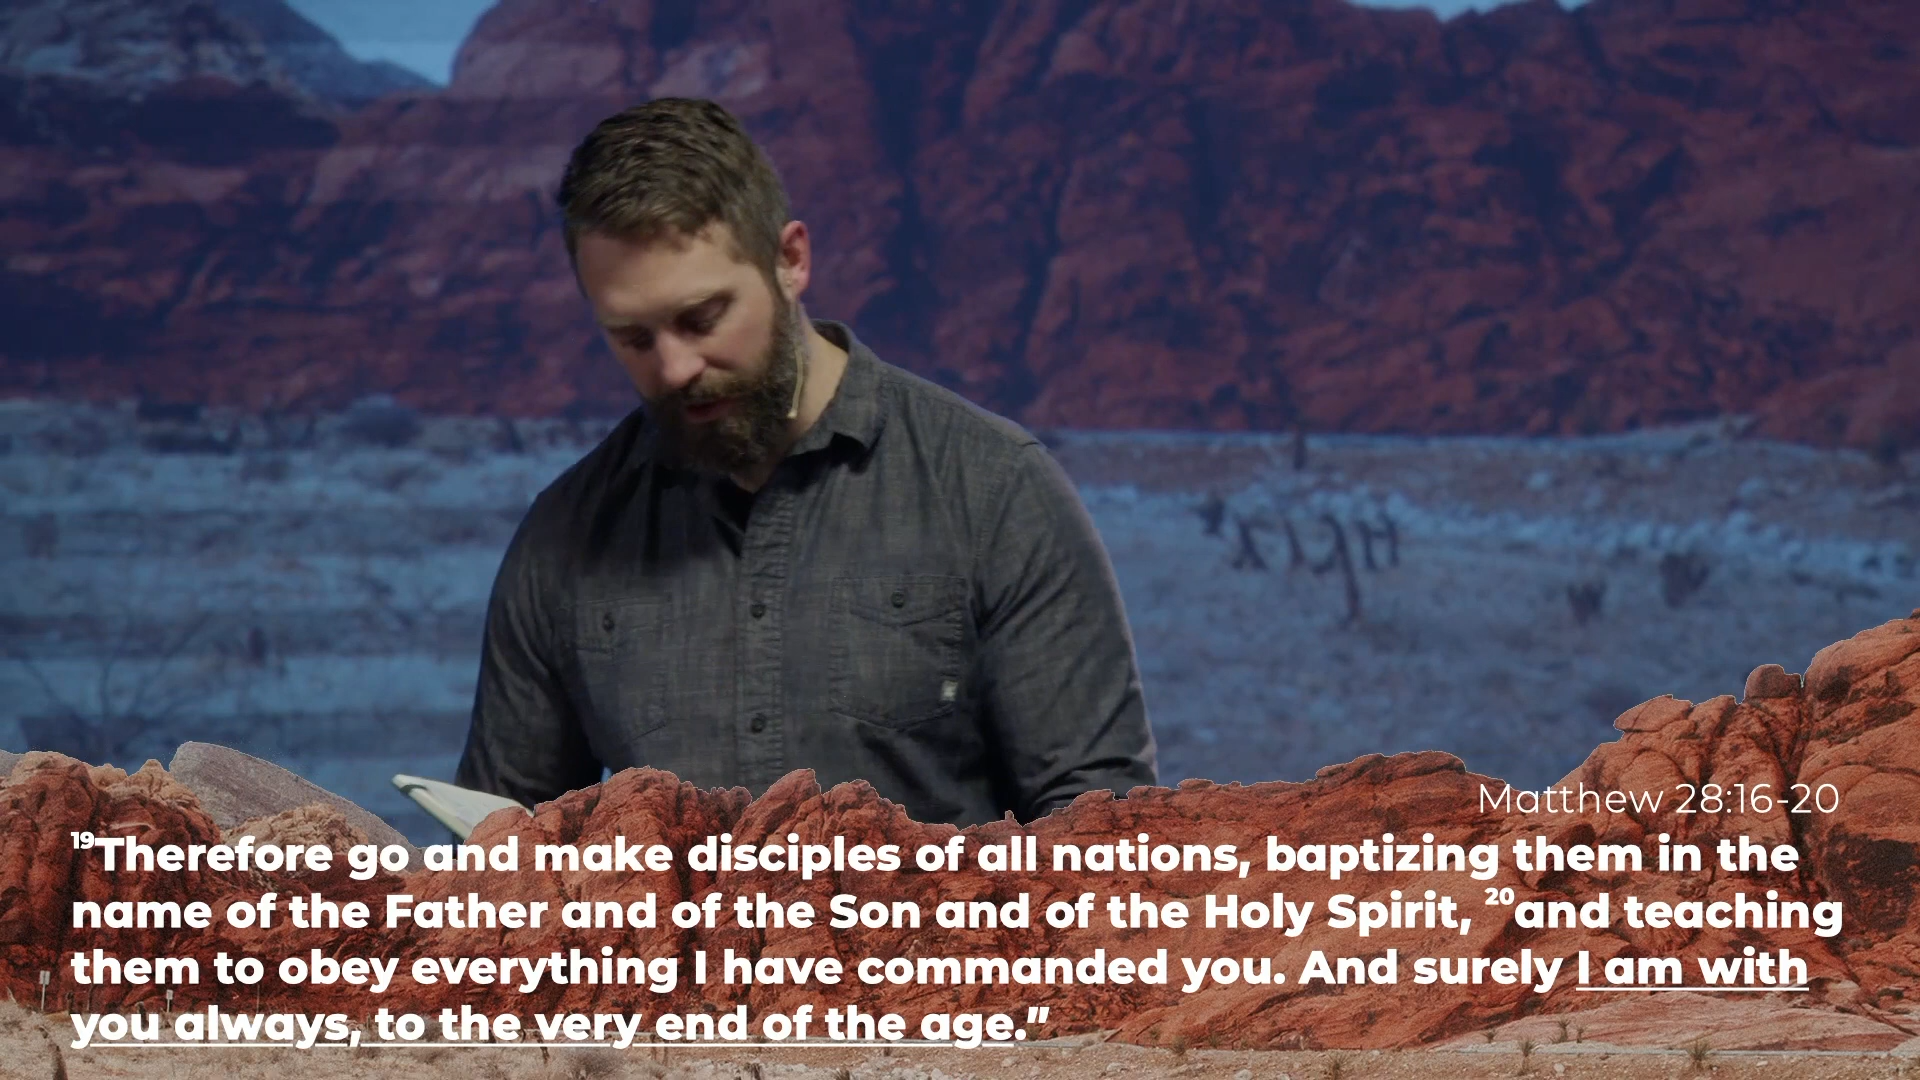 Matthew 28:16-20
¹⁹Therefore go and make disciples of all nations, baptizing them in the
name of the Father and of the Son and of the Holy Spirit, ²⁰and teaching
them to obey everything I have commanded you. And surely I am with
you always, to the very end of the age.”